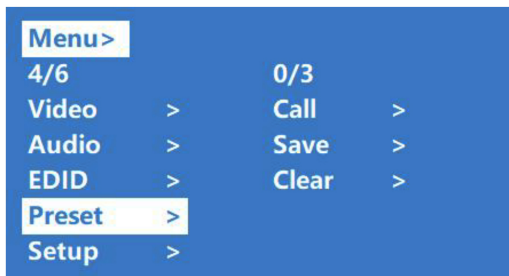 Menu>
4/6 0/3
Video > Call >
Audio > Save >
EDID > Clear >
Preset >
Setup >